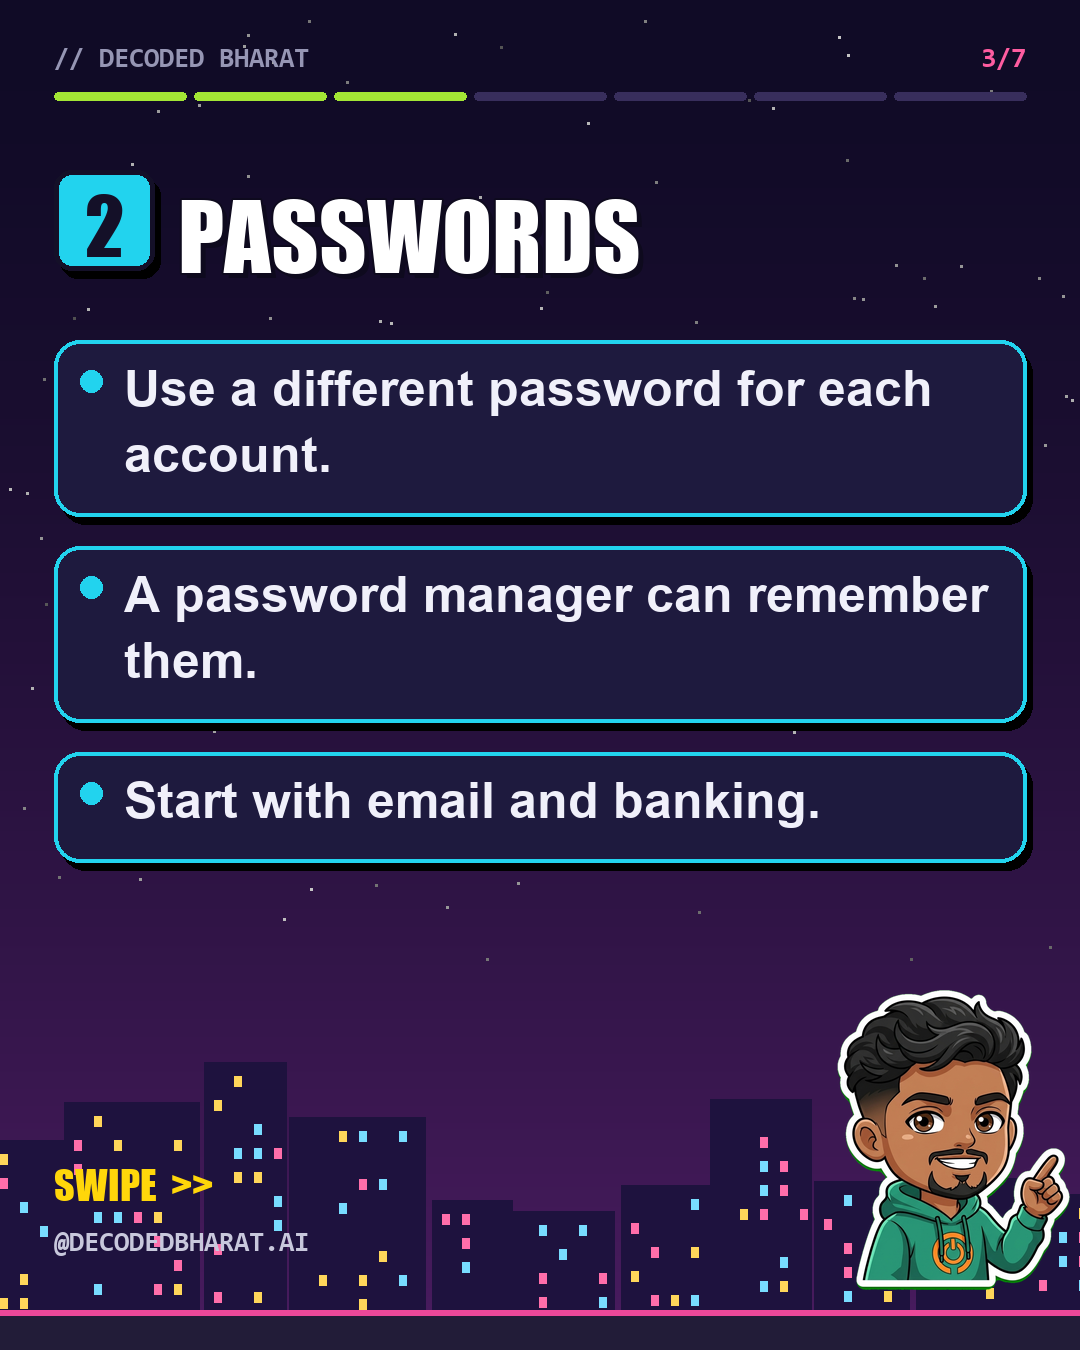 // DECODED BHARAT
3/7
2 PASSWORDS
Use a different password for each
account.
A password manager can remember
them.
Start with email and banking.
SWIPE >>
@DECODEDBHARAT.AI